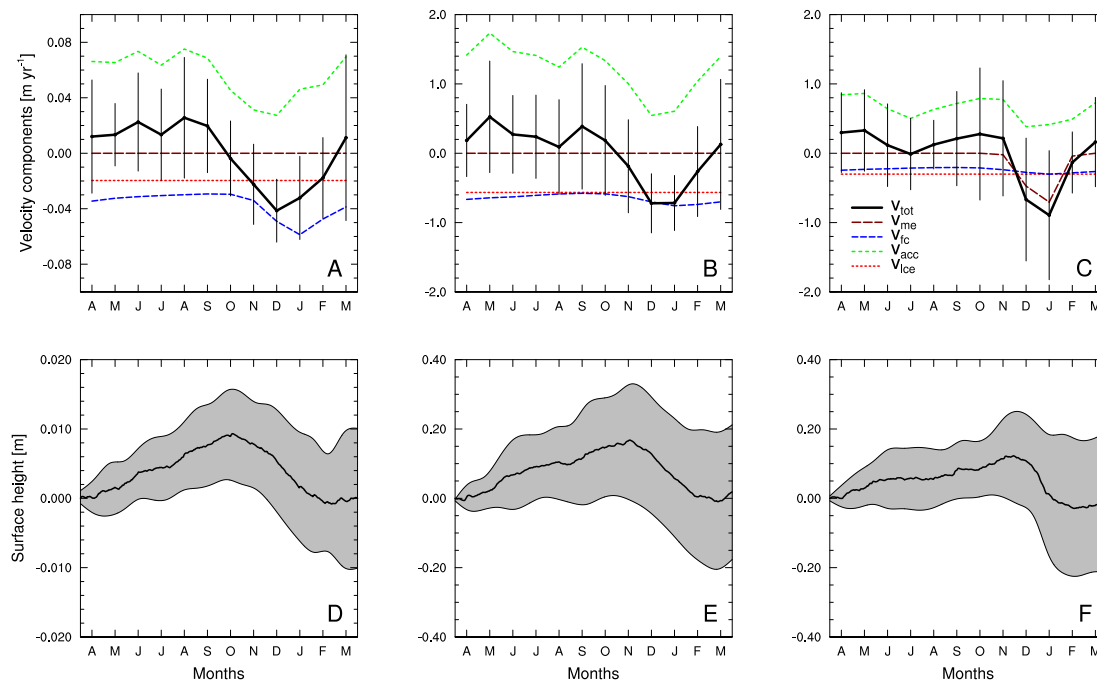 Velocity components [m yr-1]
0.08
0.04
0.00
-0.04
-0.08
A
A M J J A S O N D J F M
2.0
1.0
0.0
-1.0
-2.0
B
A M J J A S O N D J F M
2.0
1.0
0.0
-1.0
-2.0
Vtot
Vme
Vfc
Vacc
VIce
C
A M J J A S O N D J F M
Surface height [m]
0.020
0.010
0.000
-0.010
-0.020
D
A M J J A S O N D J F M
Months
0.40
0.20
0.00
-0.20
-0.40
E
A M J J A S O N D J F M
Months
0.40
0.20
0.00
-0.20
-0.40
F
A M J J A S O N D J F M
Months